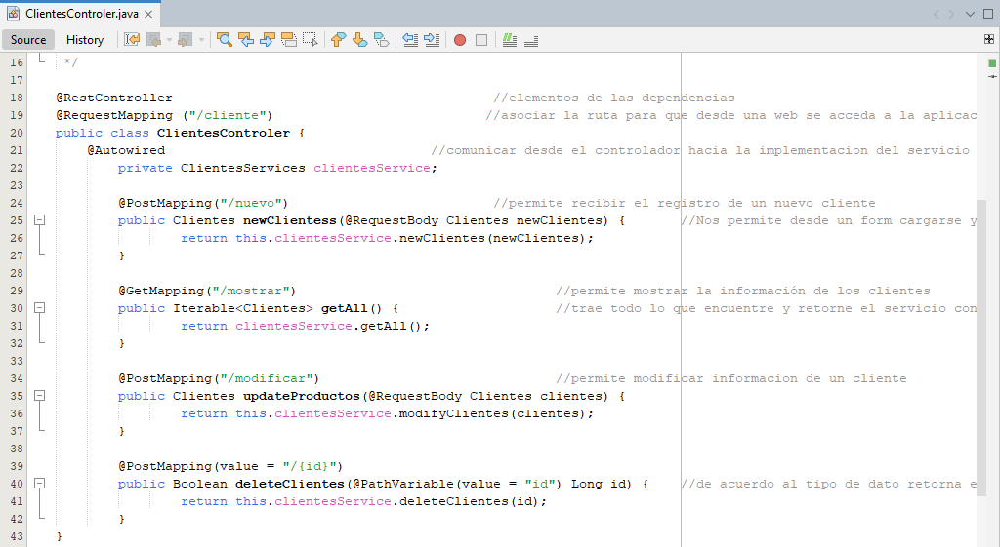 ClientesControler.java
Source History
16 */
17
18 @RestController //elementos de las dependencias
19 @RequestMapping ("/cliente") //asociar la ruta para que desde una web se acceda a la aplicac
20 public class ClientesControler {
21 @Autowired //comunicar desde el controlador hacia la implementacion del servicio
22 private ClientesServices clientesService;
23
24 @PostMapping("/nuevo") //permite recibir el registro de un nuevo cliente
25 public Clientes newClientess(@RequestBody Clientes newClientes) { //Nos permite desde un form cargarse y
26 return this.clientesService.newClientes(newClientes);
27 }
28
29 @GetMapping("/mostrar") //permite mostrar la información de los clientes
30 public Iterable<Clientes> getAll() { //trae todo lo que encuentre y retorne el servicio con
31 return clientesService.getAll();
32 }
33
34 @PostMapping("/modificar") //permite modificar informacion de un cliente
35 public Clientes updateProductos(@RequestBody Clientes clientes) {
36 return this.clientesService.modifyClientes(clientes);
37 }
38
39 @PostMapping(value = "/{id}")
40 public Boolean deleteClientes(@PathVariable(value = "id") Long id) { //de acuerdo al tipo de dato retorna e
41 return this.clientesService.deleteClientes(id);
42 }
43 }